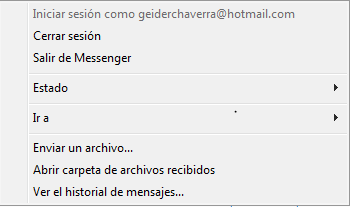 Iniciar sesión como geiderchaverra@hotmail.com
Cerrar sesión
Salir de Messenger
Estado
Ir a
Enviar un archivo...
Abrir carpeta de archivos recibidos
Ver el historial de mensajes...